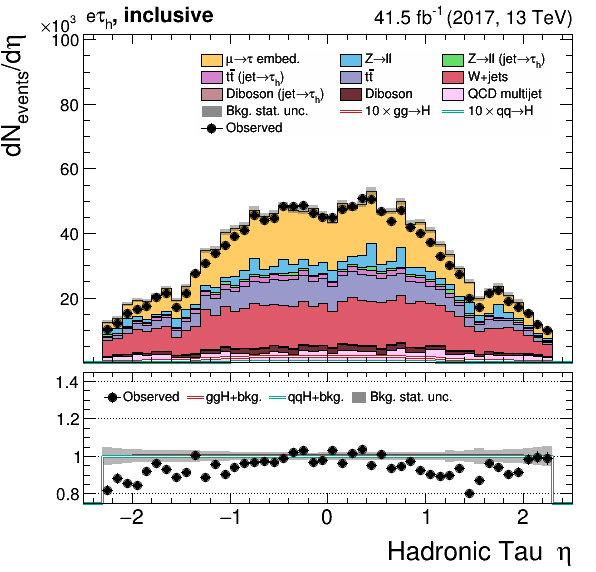 ×10³ eτₕ, inclusive 41.5 fb⁻¹ (2017, 13 TeV)
dN_events/dη
100
80
60
40
20
μ→τ embed. Z→ll Z→ll (jet→τₕ)
tt̄ (jet→τₕ) tt̄ W+jets
Diboson (jet→τₕ) Diboson QCD multijet
Bkg. stat. unc. 10 × gg→H 10 × qq→H
Observed
1.4
1.2
1
0.8
Observed ggH+bkg. qqH+bkg. Bkg. stat. unc.
−2 −1 0 1 2
Hadronic Tau η